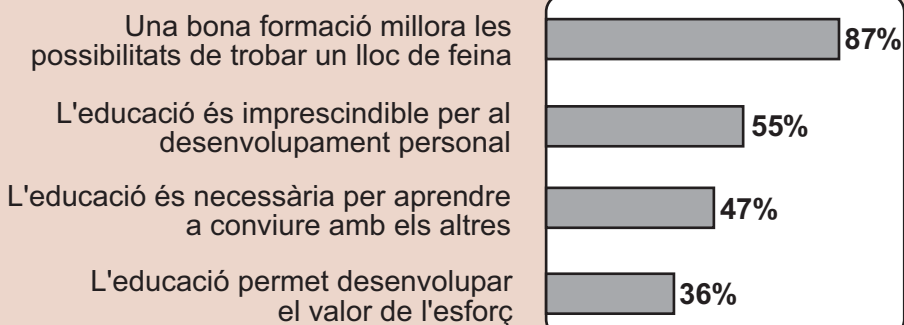 Una bona formació millora les
possibilitats de trobar un lloc de feina
87%
L'educació és imprescindible per al
desenvolupament personal
55%
L'educació és necessària per aprendre
a conviure amb els altres
47%
L'educació permet desenvolupar
el valor de l'esforç
36%